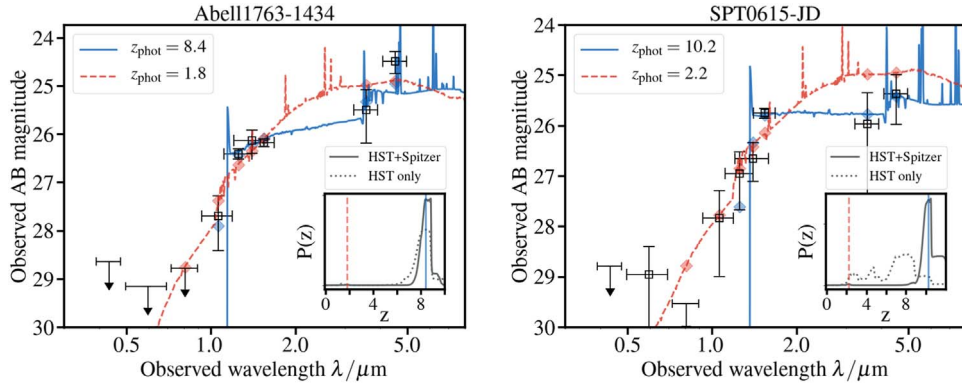 Abell1763-1434
24
25
26
27
28
29
30
Observed AB magnitude
z_phot = 8.4
z_phot = 1.8
HST+Spitzer
HST only
P(z)
0 4 8
z
0.5 1.0 2.0 5.0
Observed wavelength λ/μm
SPT0615-JD
24
25
26
27
28
29
30
Observed AB magnitude
z_phot = 10.2
z_phot = 2.2
HST+Spitzer
HST only
P(z)
0 4 8
z
0.5 1.0 2.0 5.0
Observed wavelength λ/μm